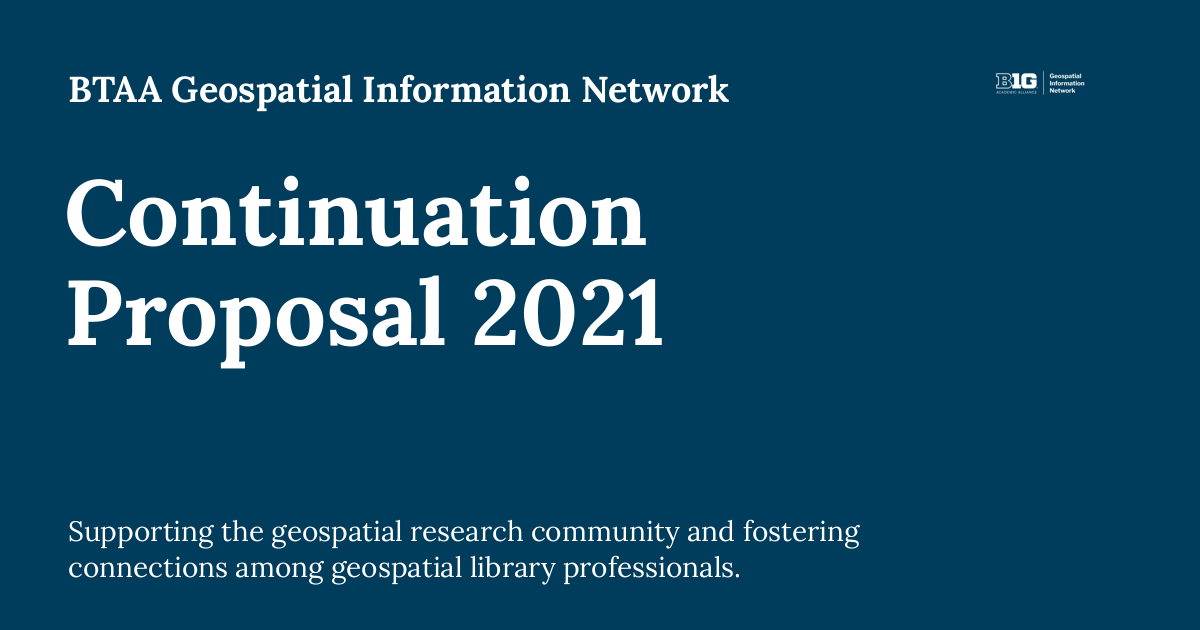 BTAA Geospatial Information Network
B1G
ACADEMIC ALLIANCE
Geospatial
Information
Network
Continuation
Proposal 2021
Supporting the geospatial research community and fostering
connections among geospatial library professionals.